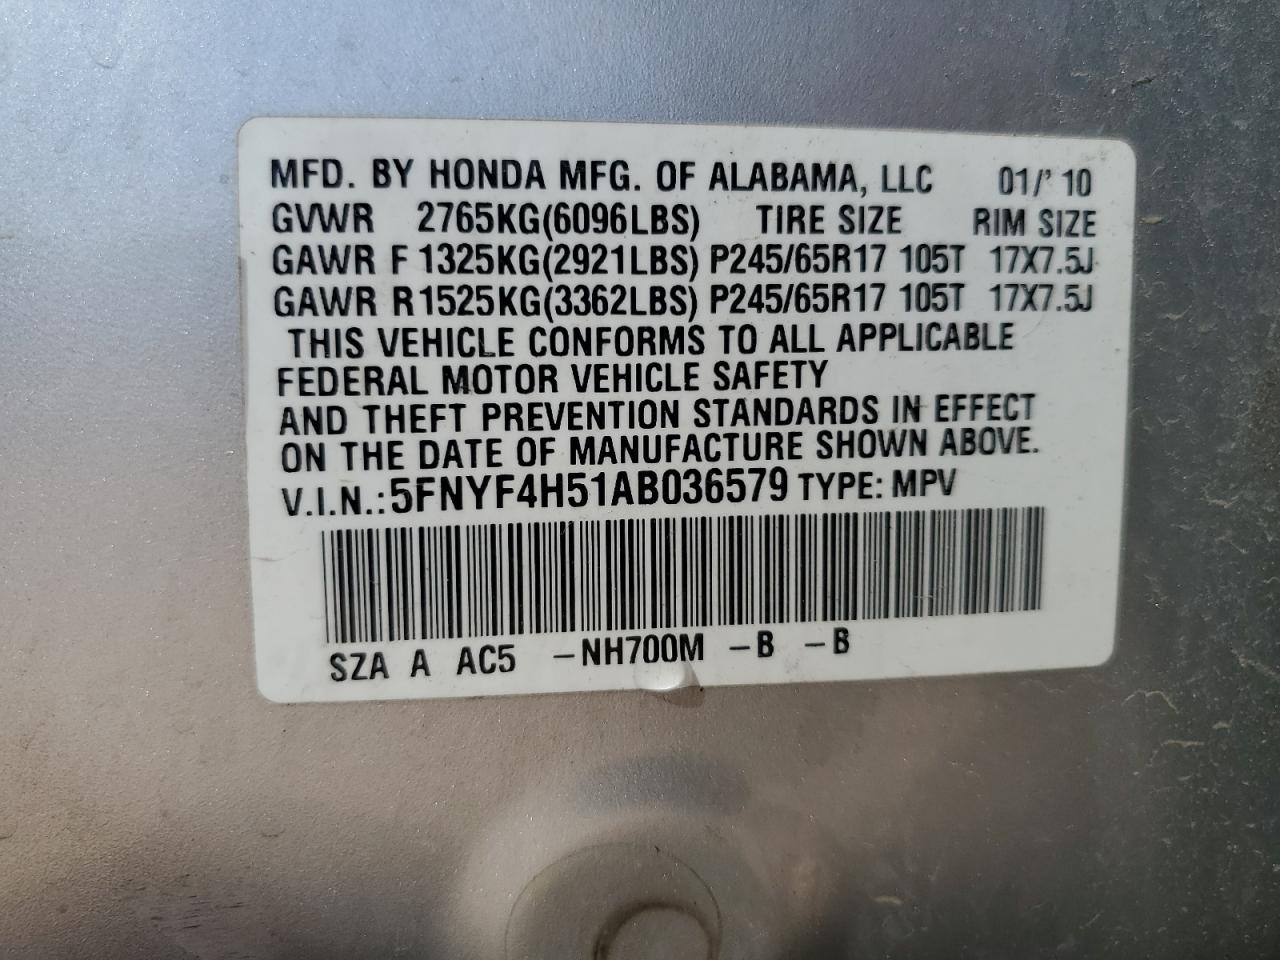 MFD. BY HONDA MFG. OF ALABAMA, LLC 01/' 10
GVWR 2765KG(6096LBS) TIRE SIZE RIM SIZE
GAWR F 1325KG(2921LBS) P245/65R17 105T 17X7.5J
GAWR R 1525KG(3362LBS) P245/65R17 105T 17X7.5J
THIS VEHICLE CONFORMS TO ALL APPLICABLE
FEDERAL MOTOR VEHICLE SAFETY
AND THEFT PREVENTION STANDARDS IN EFFECT
ON THE DATE OF MANUFACTURE SHOWN ABOVE.
V.I.N.: 5FNYF4H51AB036579 TYPE: MPV
SZA A AC5 -NH700M -B -B